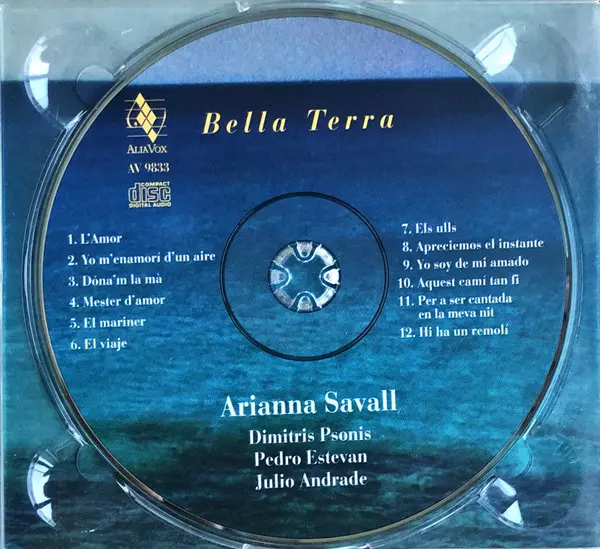 Bella Terra
ALIAVOX
AV 9833
COMPACT
disc
DIGITAL AUDIO
1. L'Amor
2. Yo m'enamorí d'un aire
3. Dóna'm la mà
4. Mester d'amor
5. El mariner
6. El viaje
7. Els ulls
8. Apreciemos el instante
9. Yo soy de mi amado
10. Aquest camí tan fi
11. Per a ser cantada
en la meva nit
12. Hi ha un remolí
Arianna Savall
Dimitris Psonis
Pedro Estevan
Julio Andrade